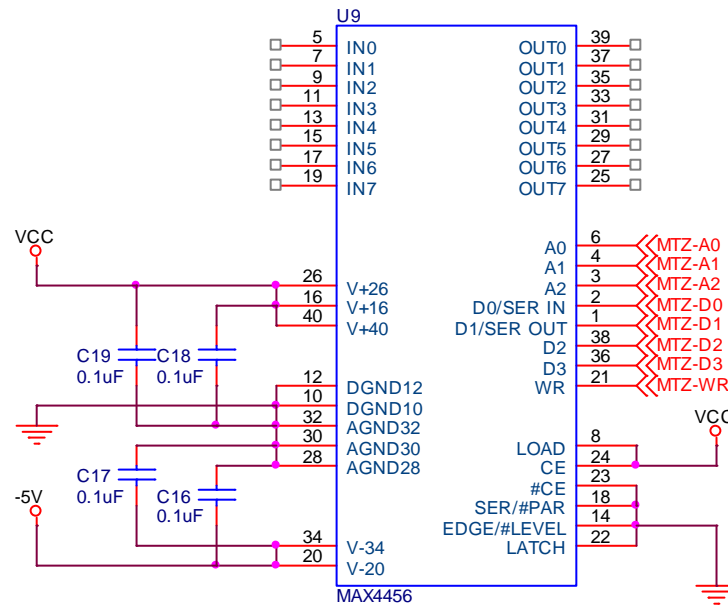 U9
5 IN0 OUT0 39
7 IN1 OUT1 37
9 IN2 OUT2 35
11 IN3 OUT3 33
13 IN4 OUT4 31
15 IN5 OUT5 29
17 IN6 OUT6 27
19 IN7 OUT7 25
VCC
A0 6 MTZ-A0
A1 4 MTZ-A1
26 V+26 A2 3 MTZ-A2
16 V+16 D0/SER IN 2 MTZ-D0
40 V+40 D1/SER OUT 1 MTZ-D1
D2 38 MTZ-D2
C19 C18 D3 36 MTZ-D3
0.1uF 0.1uF
12 DGND12 WR 21 MTZ-WR
10 DGND10
VCC
32 AGND32
30 AGND30 LOAD 8
28 AGND28 CE 24
C17 #CE 23
0.1uF C16 SER/#PAR 18
-5V 0.1uF
EDGE/#LEVEL 14
34 V-34 LATCH 22
20 V-20
MAX4456